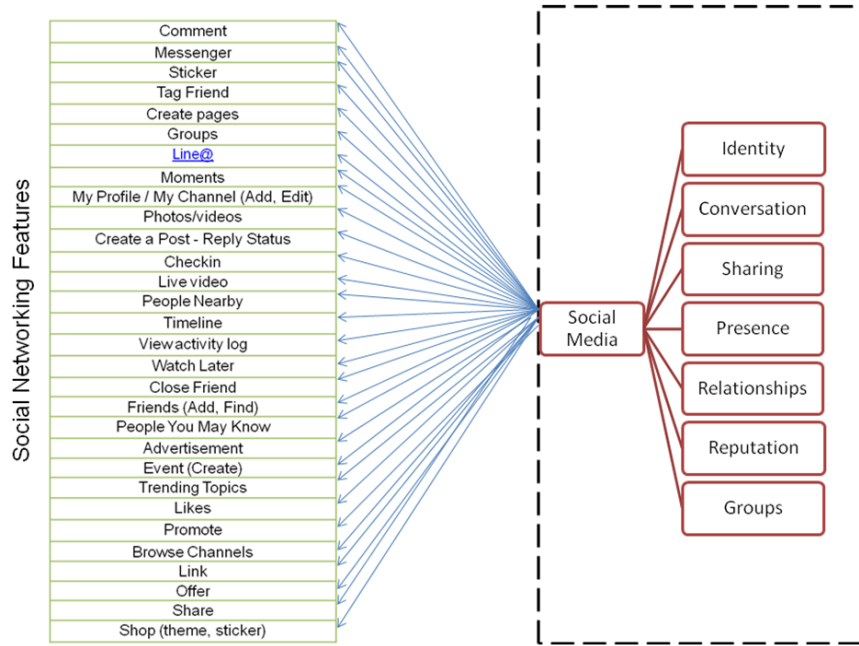 Social Networking Features
Comment
Messenger
Sticker
Tag Friend
Create pages
Groups
Line@
Moments
My Profile / My Channel (Add, Edit)
Photos/videos
Create a Post - Reply Status
Checkin
Live video
People Nearby
Timeline
View activity log
Watch Later
Close Friend
Friends (Add, Find)
People You May Know
Advertisement
Event (Create)
Trending Topics
Likes
Promote
Browse Channels
Link
Offer
Share
Shop (theme, sticker)
Social
Media
Identity
Conversation
Sharing
Presence
Relationships
Reputation
Groups